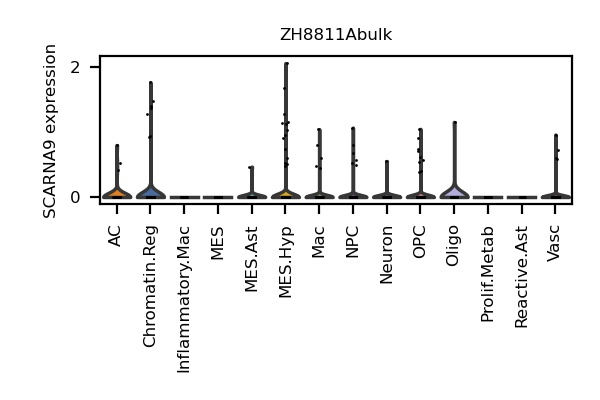 ZH8811Abulk
SCARNA9 expression
2
0
AC
Chromatin.Reg
Inflammatory.Mac
MES
MES.Ast
MES.Hyp
Mac
NPC
Neuron
OPC
Oligo
Prolif.Metab
Reactive.Ast
Vasc